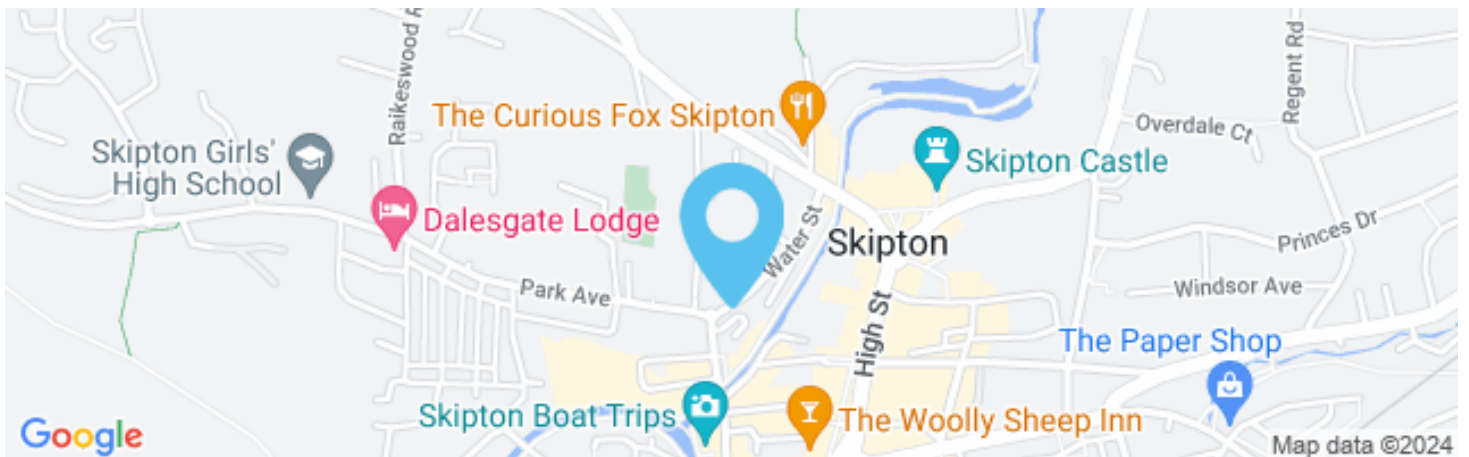 Raikeswood R
Regent Rd
The Curious Fox Skipton
Overdale Ct
Skipton Girls'
High School
Skipton Castle
Dalesgate Lodge
Water St
Skipton
Princes Dr
Park Ave
Windsor Ave
High St
The Paper Shop
Skipton Boat Trips
The Woolly Sheep Inn
Google
Map data ©2024